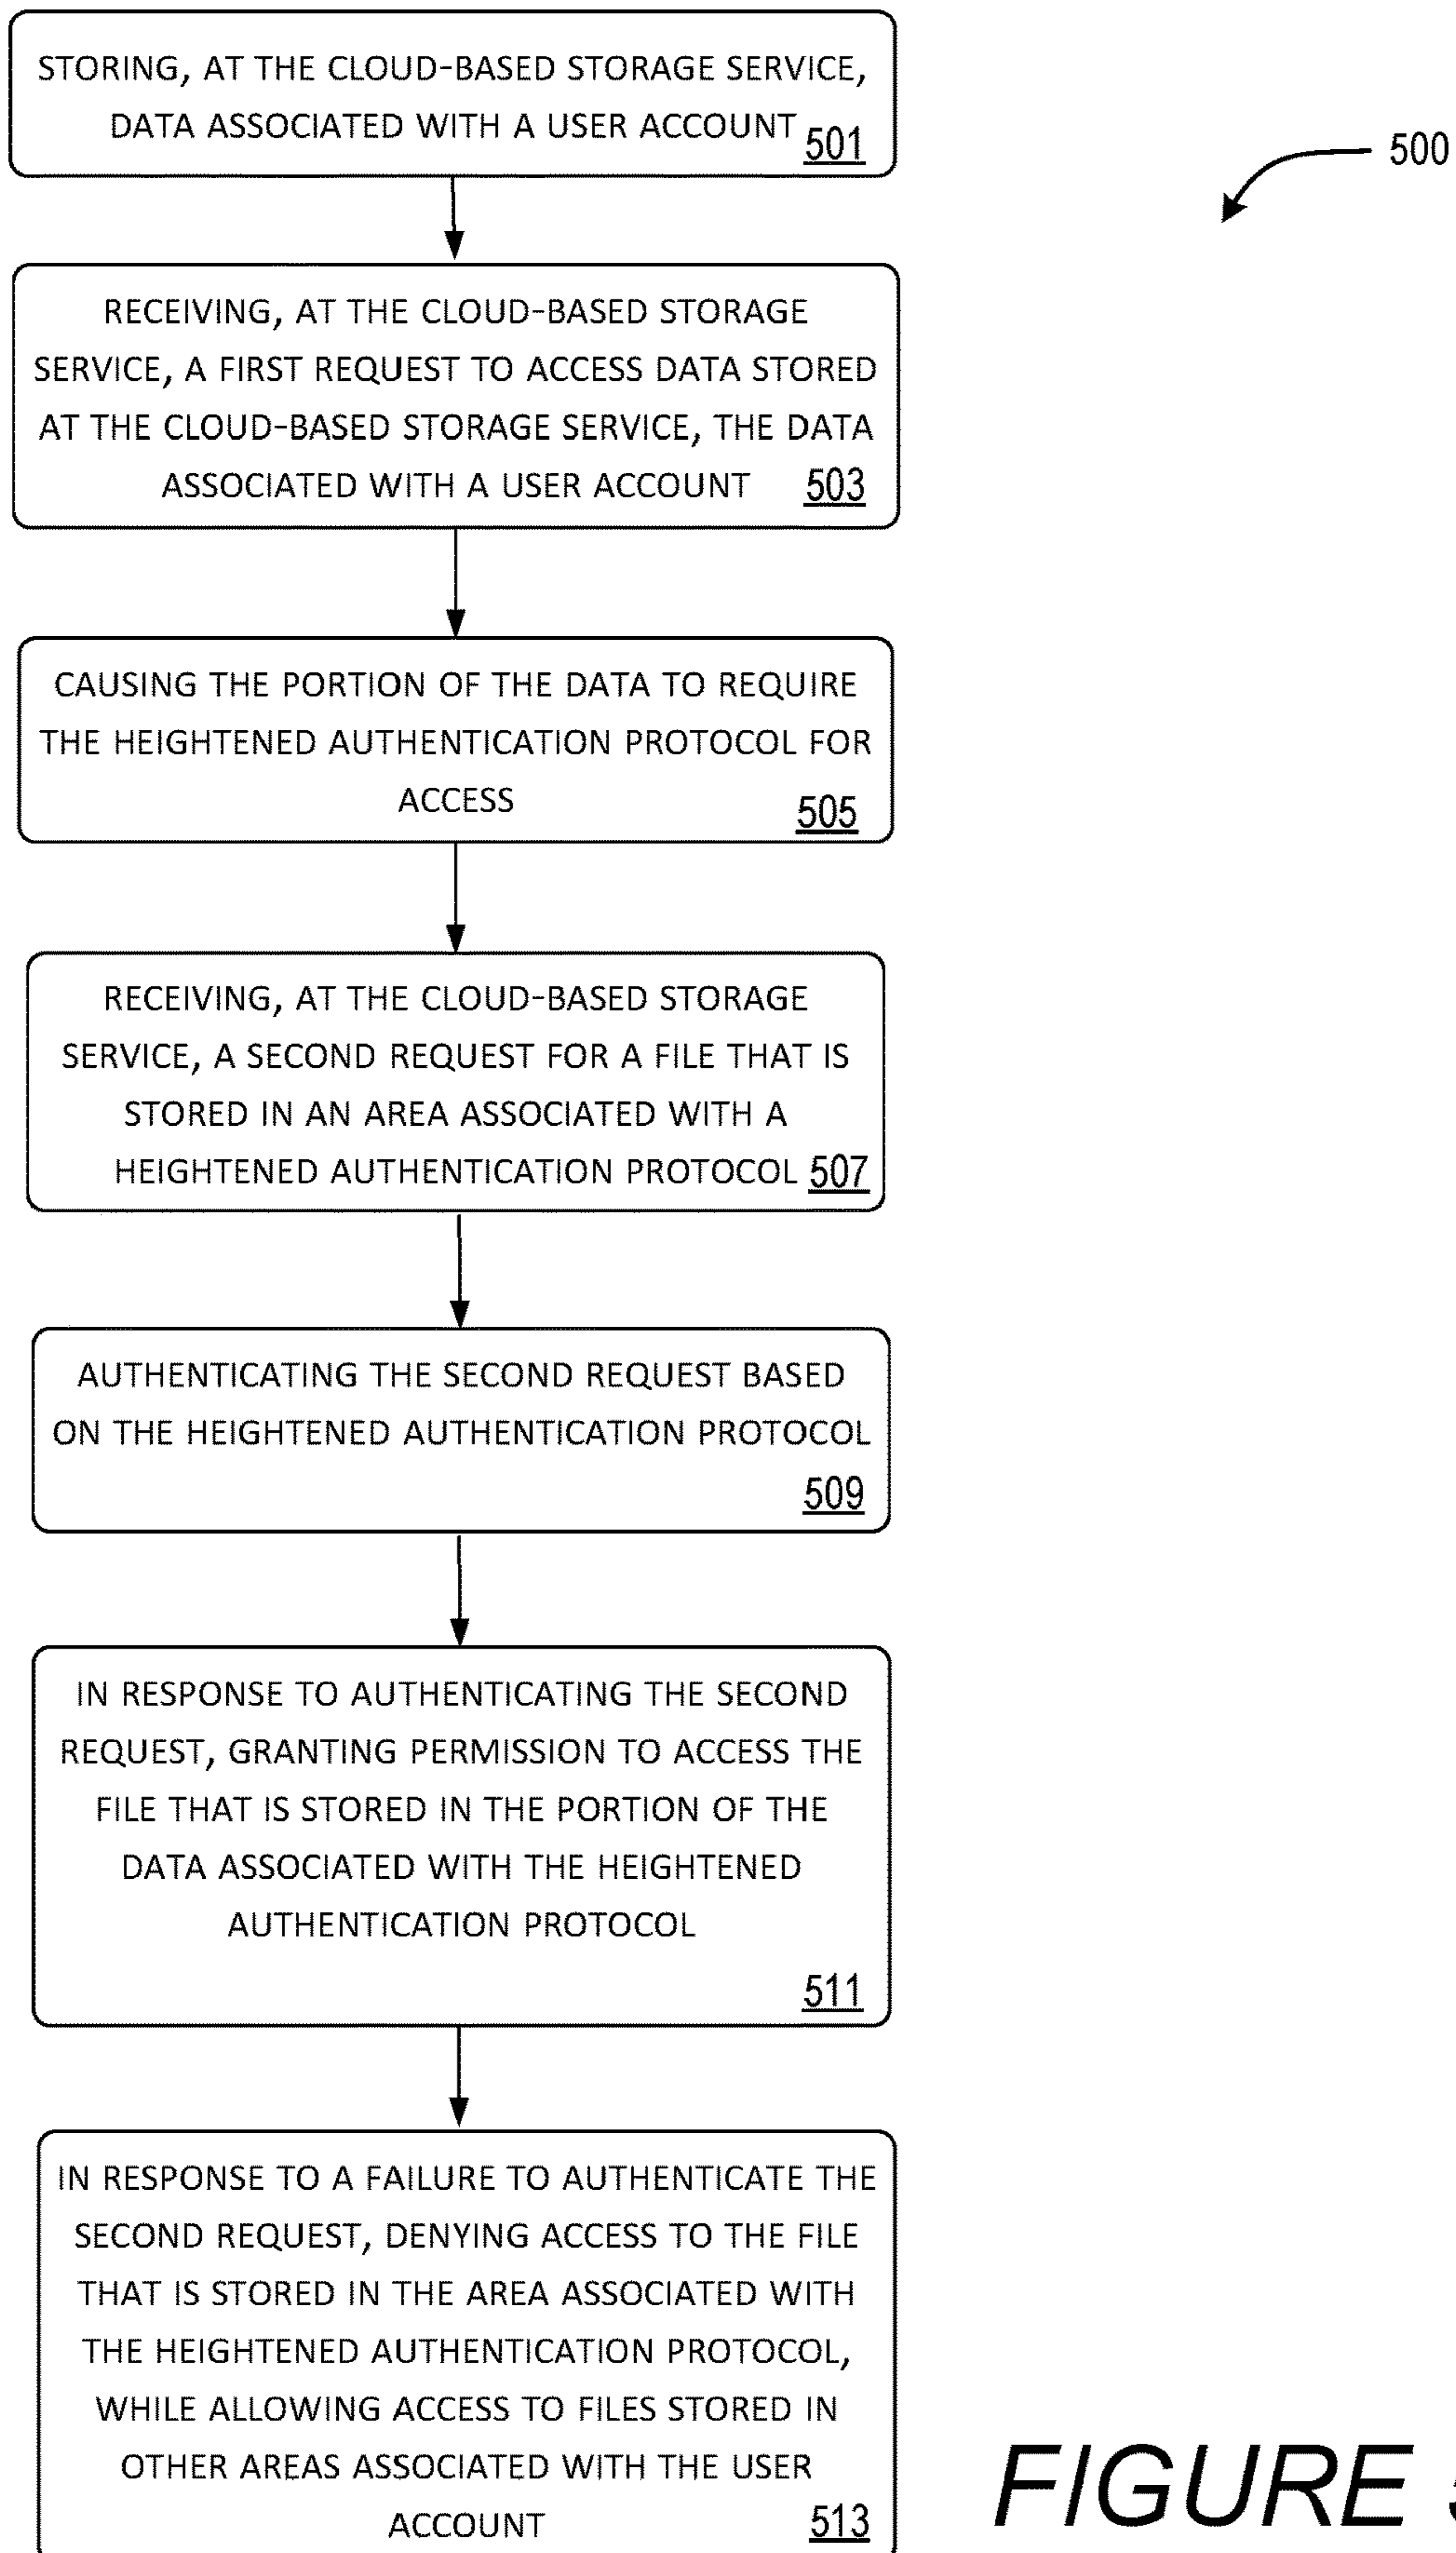 STORING, AT THE CLOUD-BASED STORAGE SERVICE,
DATA ASSOCIATED WITH A USER ACCOUNT 501
500
RECEIVING, AT THE CLOUD-BASED STORAGE
SERVICE, A FIRST REQUEST TO ACCESS DATA STORED
AT THE CLOUD-BASED STORAGE SERVICE, THE DATA
ASSOCIATED WITH A USER ACCOUNT 503
CAUSING THE PORTION OF THE DATA TO REQUIRE
THE HEIGHTENED AUTHENTICATION PROTOCOL FOR
ACCESS 505
RECEIVING, AT THE CLOUD-BASED STORAGE
SERVICE, A SECOND REQUEST FOR A FILE THAT IS
STORED IN AN AREA ASSOCIATED WITH A
HEIGHTENED AUTHENTICATION PROTOCOL 507
AUTHENTICATING THE SECOND REQUEST BASED
ON THE HEIGHTENED AUTHENTICATION PROTOCOL
509
IN RESPONSE TO AUTHENTICATING THE SECOND
REQUEST, GRANTING PERMISSION TO ACCESS THE
FILE THAT IS STORED IN THE PORTION OF THE
DATA ASSOCIATED WITH THE HEIGHTENED
AUTHENTICATION PROTOCOL
511
IN RESPONSE TO A FAILURE TO AUTHENTICATE THE
SECOND REQUEST, DENYING ACCESS TO THE FILE
THAT IS STORED IN THE AREA ASSOCIATED WITH
THE HEIGHTENED AUTHENTICATION PROTOCOL,
WHILE ALLOWING ACCESS TO FILES STORED IN
OTHER AREAS ASSOCIATED WITH THE USER
ACCOUNT 513
FIGURE